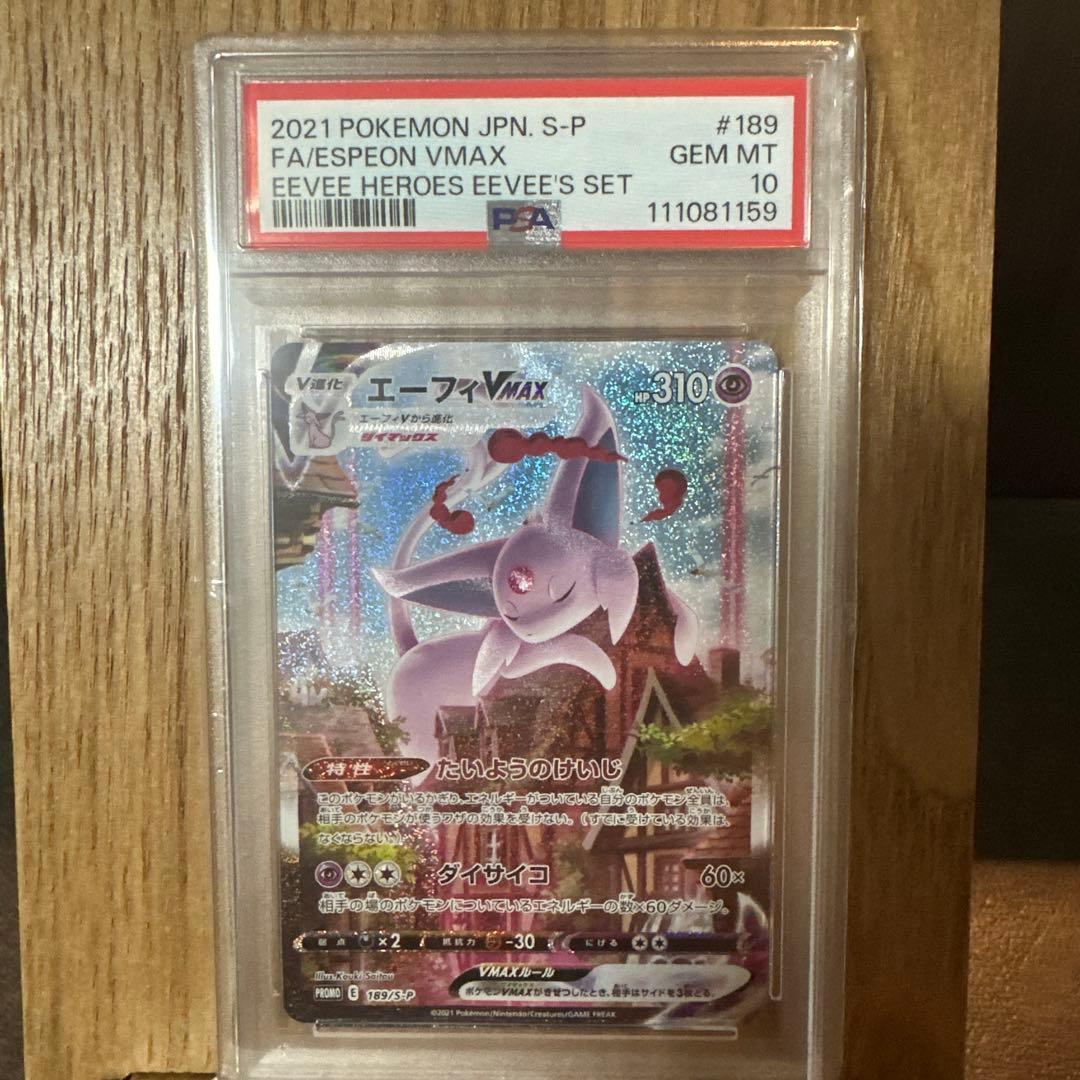 2021 POKEMON JPN. S-P #189
FA/ESPEON VMAX GEM MT
EEVEE HEROES EEVEE'S SET 10
PSA 111081159
V進化 エーフィVMAX HP310
エーフィVから進化
ダイマックス
特性 たいようのけいじ
このポケモンがいるかぎり、エネルギーがついている自分のポケモン全員は、
相手のポケモンが使うワザの効果を受けない。（すでに受けている効果は、
なくならない。）
ダイサイコ 60×
相手の場のポケモンについているエネルギーの数×60ダメージ。
弱点 ×2 抵抗力 -30 にげる
Illus. Kouki Saitou
VMAXルール
PROMO E 189/S-P ポケモンVMAXがきぜつしたとき、相手はサイドを3枚とる。
©2021 Pokémon/Nintendo/Creatures/GAME FREAK